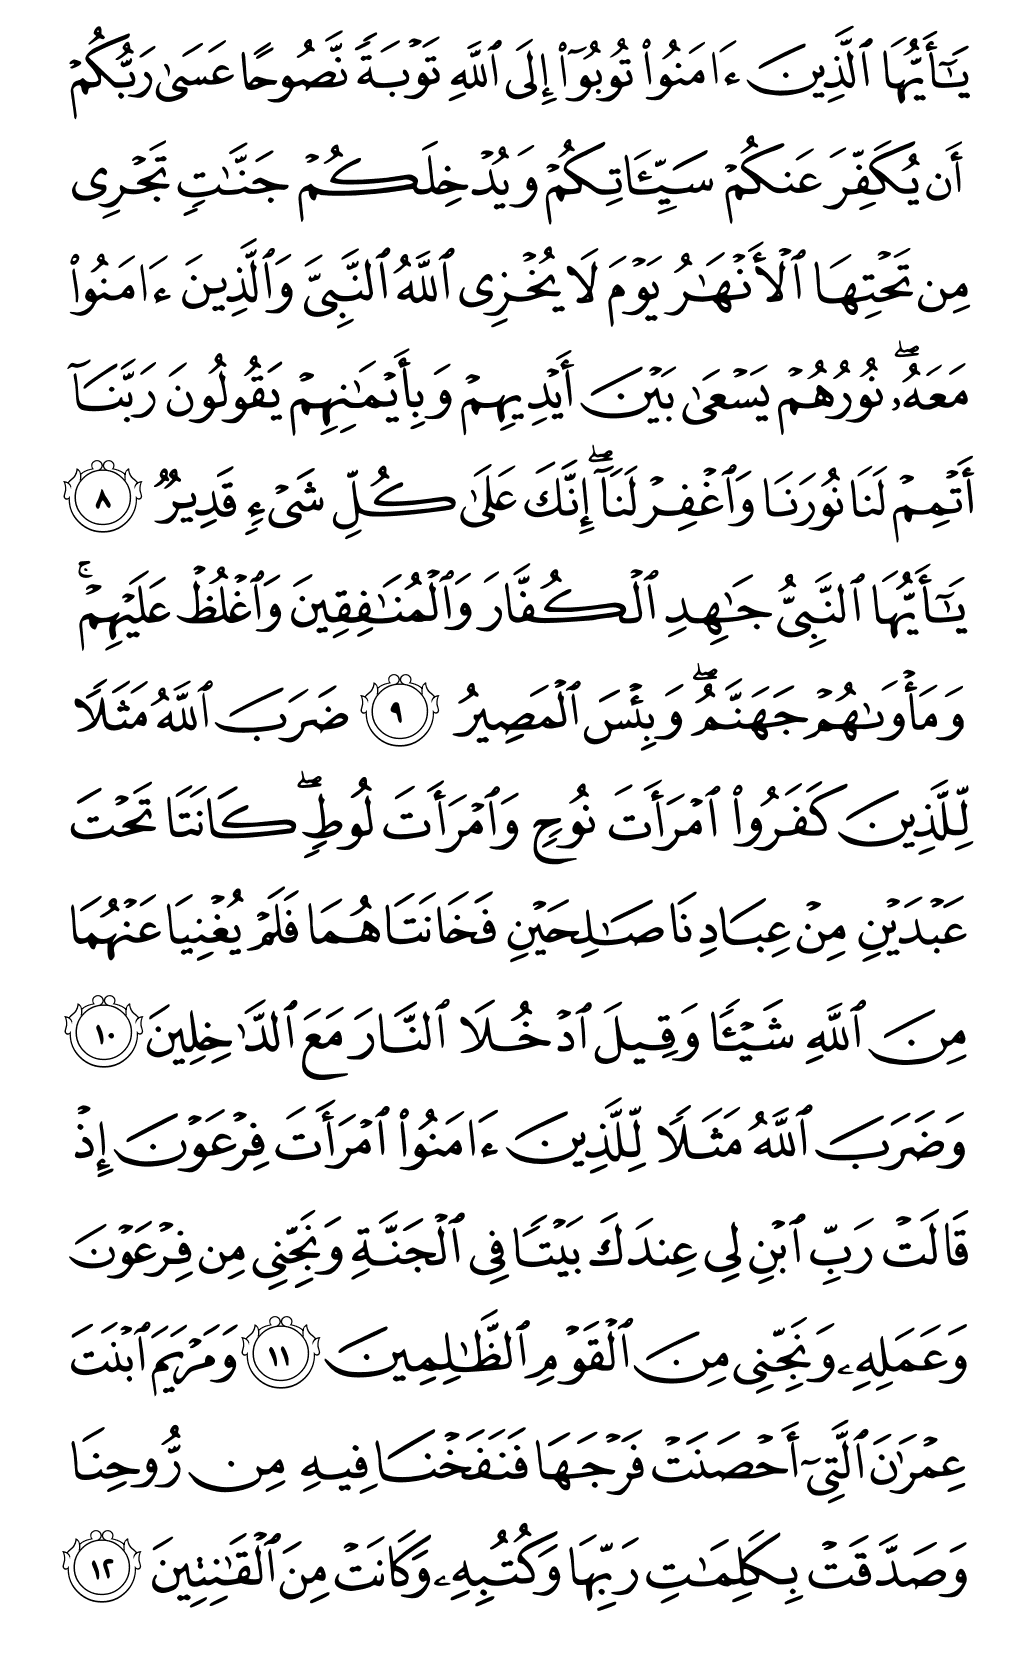 يَـٰٓأَيُّهَا ٱلَّذِينَ ءَامَنُوا۟ تُوبُوٓا۟ إِلَى ٱللَّهِ تَوْبَةً نَّصُوحًا عَسَىٰ رَبُّكُمْ
أَن يُكَفِّرَ عَنكُمْ سَيِّـَٔاتِكُمْ وَيُدْخِلَكُمْ جَنَّـٰتٍ تَجْرِى
مِن تَحْتِهَا ٱلْأَنْهَـٰرُ يَوْمَ لَا يُخْزِى ٱللَّهُ ٱلنَّبِىَّ وَٱلَّذِينَ ءَامَنُوا۟
مَعَهُۥ ۖ نُورُهُمْ يَسْعَىٰ بَيْنَ أَيْدِيهِمْ وَبِأَيْمَـٰنِهِمْ يَقُولُونَ رَبَّنَآ
أَتْمِمْ لَنَا نُورَنَا وَٱغْفِرْ لَنَآ ۖ إِنَّكَ عَلَىٰ كُلِّ شَىْءٍ قَدِيرٌ ٨
يَـٰٓأَيُّهَا ٱلنَّبِىُّ جَـٰهِدِ ٱلْكُفَّارَ وَٱلْمُنَـٰفِقِينَ وَٱغْلُظْ عَلَيْهِمْ ۚ
وَمَأْوَىٰهُمْ جَهَنَّمُ ۖ وَبِئْسَ ٱلْمَصِيرُ ٩ ضَرَبَ ٱللَّهُ مَثَلًا
لِّلَّذِينَ كَفَرُوا۟ ٱمْرَأَتَ نُوحٍ وَٱمْرَأَتَ لُوطٍ ۖ كَانَتَا تَحْتَ
عَبْدَيْنِ مِنْ عِبَادِنَا صَـٰلِحَيْنِ فَخَانَتَاهُمَا فَلَمْ يُغْنِيَا عَنْهُمَا
مِنَ ٱللَّهِ شَيْـًٔا وَقِيلَ ٱدْخُلَا ٱلنَّارَ مَعَ ٱلدَّٰخِلِينَ ١٠
وَضَرَبَ ٱللَّهُ مَثَلًا لِّلَّذِينَ ءَامَنُوا۟ ٱمْرَأَتَ فِرْعَوْنَ إِذْ
قَالَتْ رَبِّ ٱبْنِ لِى عِندَكَ بَيْتًا فِى ٱلْجَنَّةِ وَنَجِّنِى مِن فِرْعَوْنَ
وَعَمَلِهِۦ وَنَجِّنِى مِنَ ٱلْقَوْمِ ٱلظَّـٰلِمِينَ ١١ وَمَرْيَمَ ٱبْنَتَ
عِمْرَٰنَ ٱلَّتِىٓ أَحْصَنَتْ فَرْجَهَا فَنَفَخْنَا فِيهِ مِن رُّوحِنَا
وَصَدَّقَتْ بِكَلِمَـٰتِ رَبِّهَا وَكُتُبِهِۦ وَكَانَتْ مِنَ ٱلْقَـٰنِتِينَ ١٢